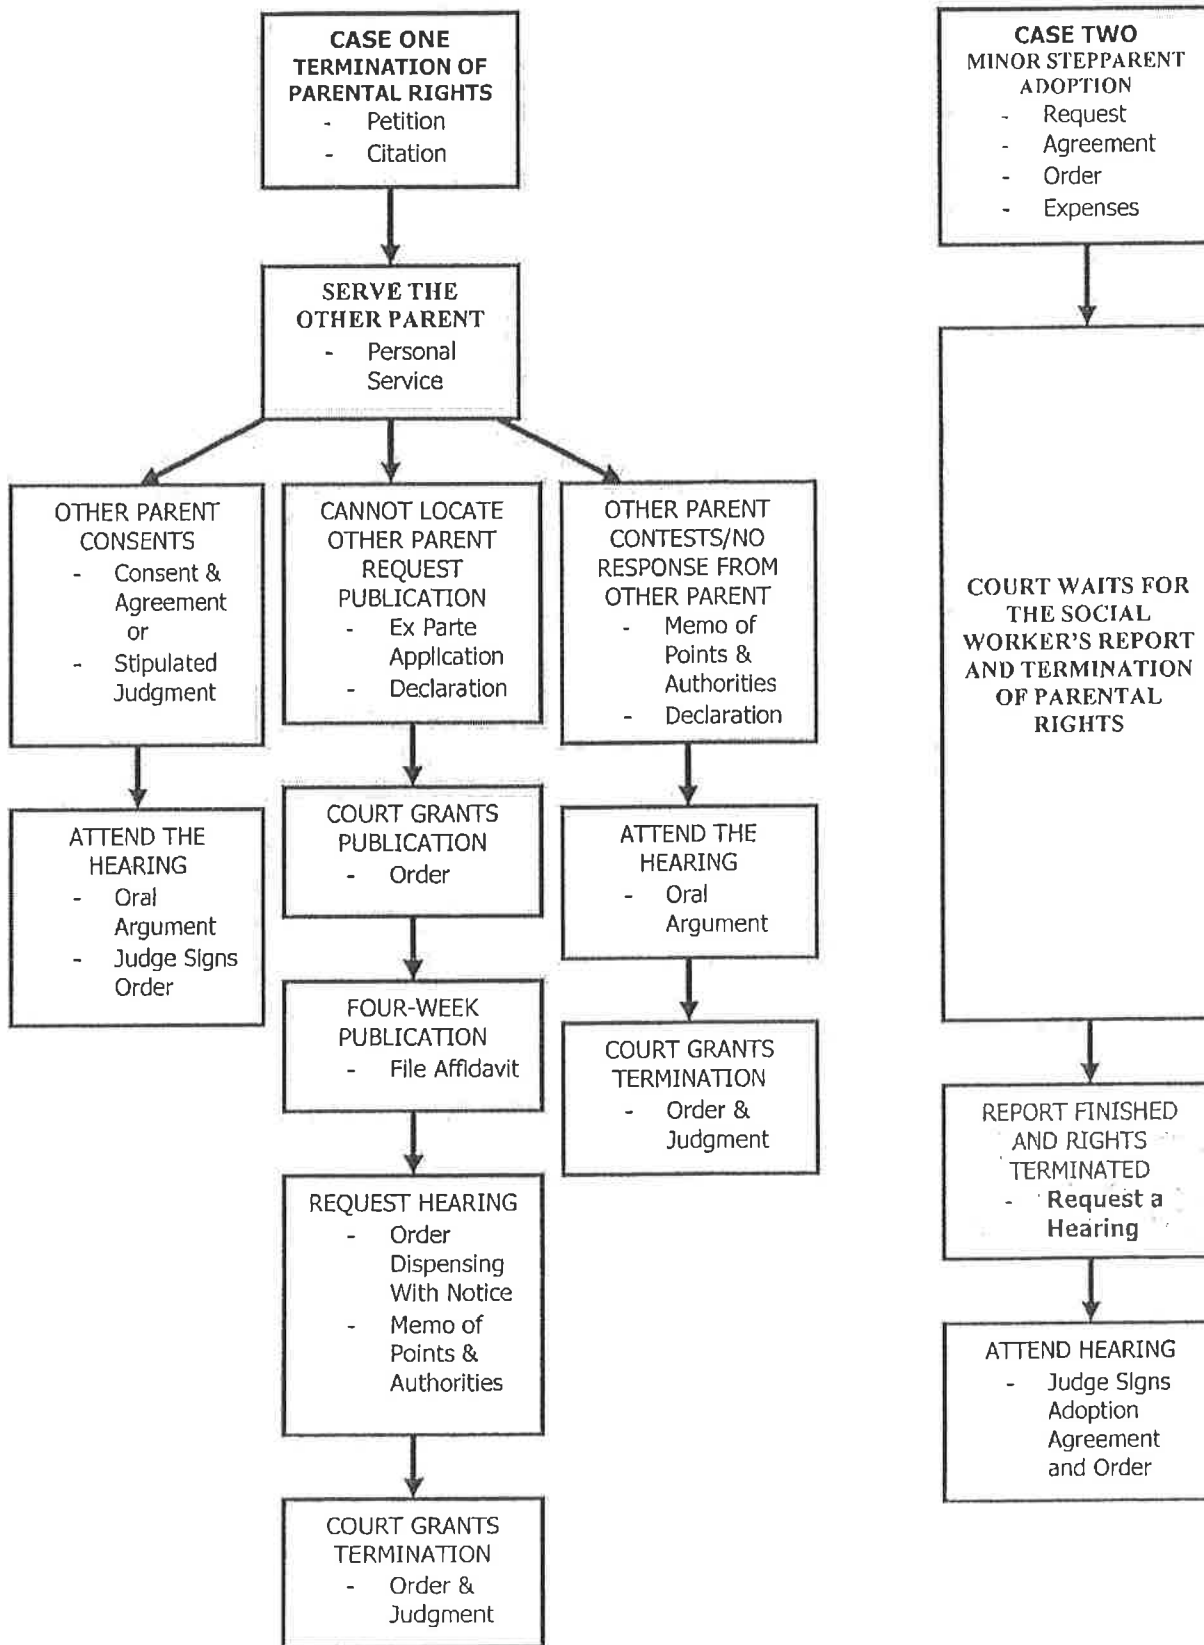 CASE ONE
TERMINATION OF
PARENTAL RIGHTS
- Petition
- Citation
SERVE THE
OTHER PARENT
- Personal
Service
OTHER PARENT
CONSENTS
- Consent &
Agreement
or
- Stipulated
Judgment
ATTEND THE
HEARING
- Oral
Argument
- Judge Signs
Order
CANNOT LOCATE
OTHER PARENT
REQUEST
PUBLICATION
- Ex Parte
Application
- Declaration
COURT GRANTS
PUBLICATION
- Order
FOUR-WEEK
PUBLICATION
- File Affidavit
REQUEST HEARING
- Order
Dispensing
With Notice
- Memo of
Points &
Authorities
COURT GRANTS
TERMINATION
- Order &
Judgment
OTHER PARENT
CONTESTS/NO
RESPONSE FROM
OTHER PARENT
- Memo of
Points &
Authorities
- Declaration
ATTEND THE
HEARING
- Oral
Argument
COURT GRANTS
TERMINATION
- Order &
Judgment
CASE TWO
MINOR STEPPARENT
ADOPTION
- Request
- Agreement
- Order
- Expenses
COURT WAITS FOR
THE SOCIAL
WORKER'S REPORT
AND TERMINATION
OF PARENTAL
RIGHTS
REPORT FINISHED
AND RIGHTS
TERMINATED
- Request a
Hearing
ATTEND HEARING
- Judge Signs
Adoption
Agreement
and Order